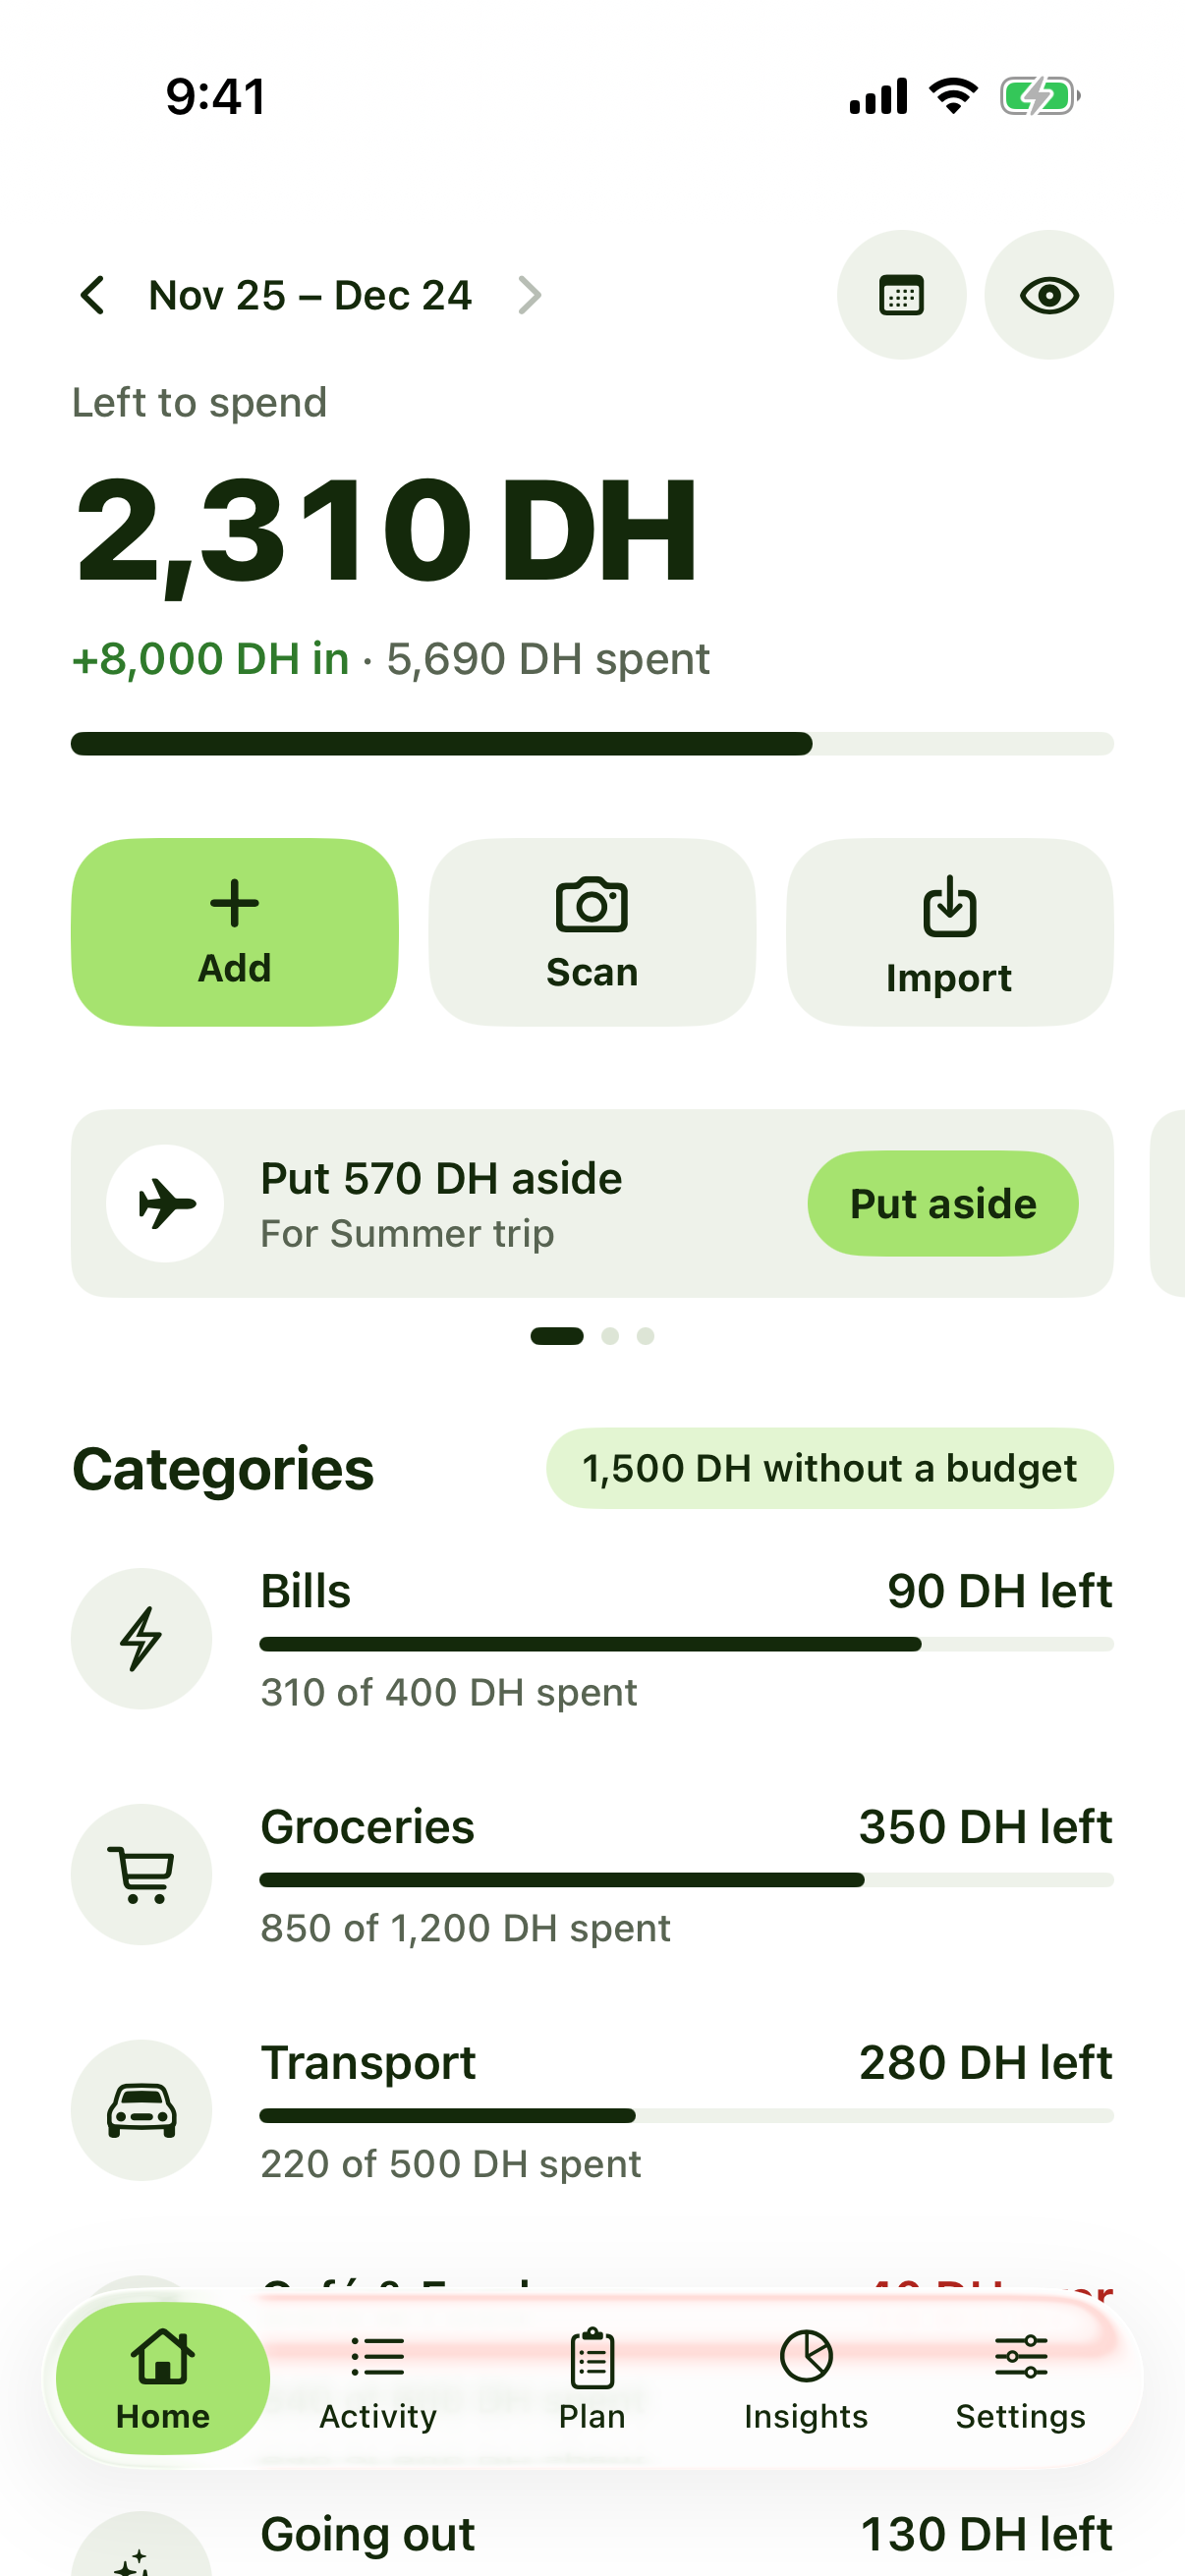 9:41
Nov 25 – Dec 24
Left to spend
2,310 DH
+8,000 DH in · 5,690 DH spent
Add
Scan
Import
Put 570 DH aside
For Summer trip
Put aside
Categories
1,500 DH without a budget
Bills
90 DH left
310 of 400 DH spent
Groceries
350 DH left
850 of 1,200 DH spent
Transport
280 DH left
220 of 500 DH spent
Home
Activity
Plan
Insights
Settings
Going out
130 DH left